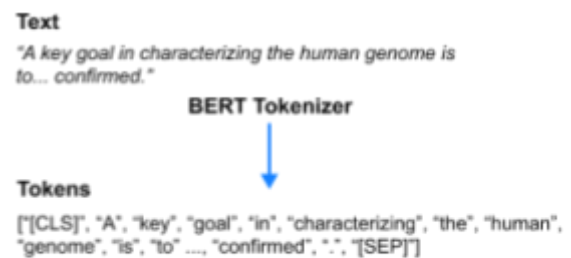 Text
"A key goal in characterizing the human genome is
to... confirmed."
BERT Tokenizer
Tokens
["[CLS]", "A", "key", "goal", "in", "characterizing", "the", "human",
"genome", "is", "to" ..., "confirmed", ".", "[SEP]"]